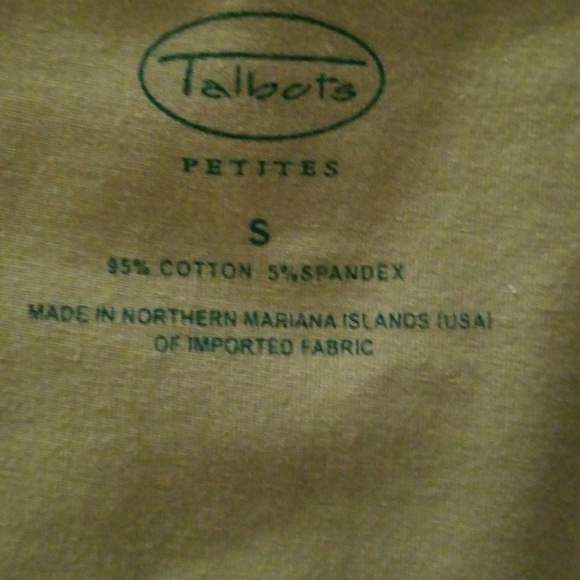 Talbots
PETITES
S
95% COTTON 5%SPANDEX
MADE IN NORTHERN MARIANA ISLANDS (USA)
OF IMPORTED FABRIC